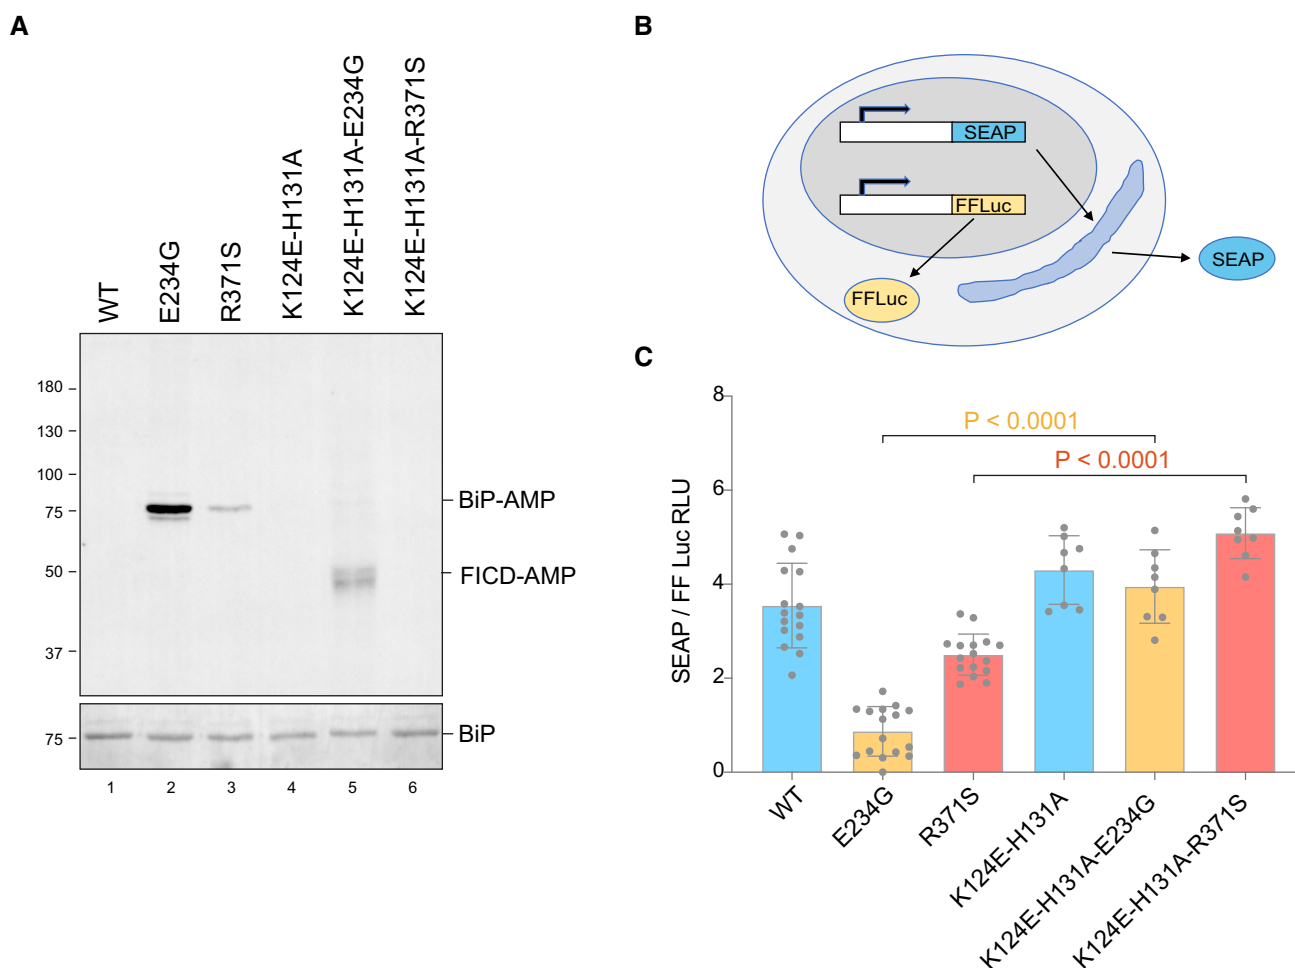 A
WT
E234G
R371S
K124E-H131A
K124E-H131A-E234G
K124E-H131A-R371S
180
130
100
75
50
37
BiP-AMP
FICD-AMP
75
BiP
1 2 3 4 5 6
B
SEAP
FFLuc
FFLuc
SEAP
C
SEAP / FF Luc RLU
8
6
4
2
0
P < 0.0001
P < 0.0001
WT
E234G
R371S
K124E-H131A
K124E-H131A-E234G
K124E-H131A-R371S